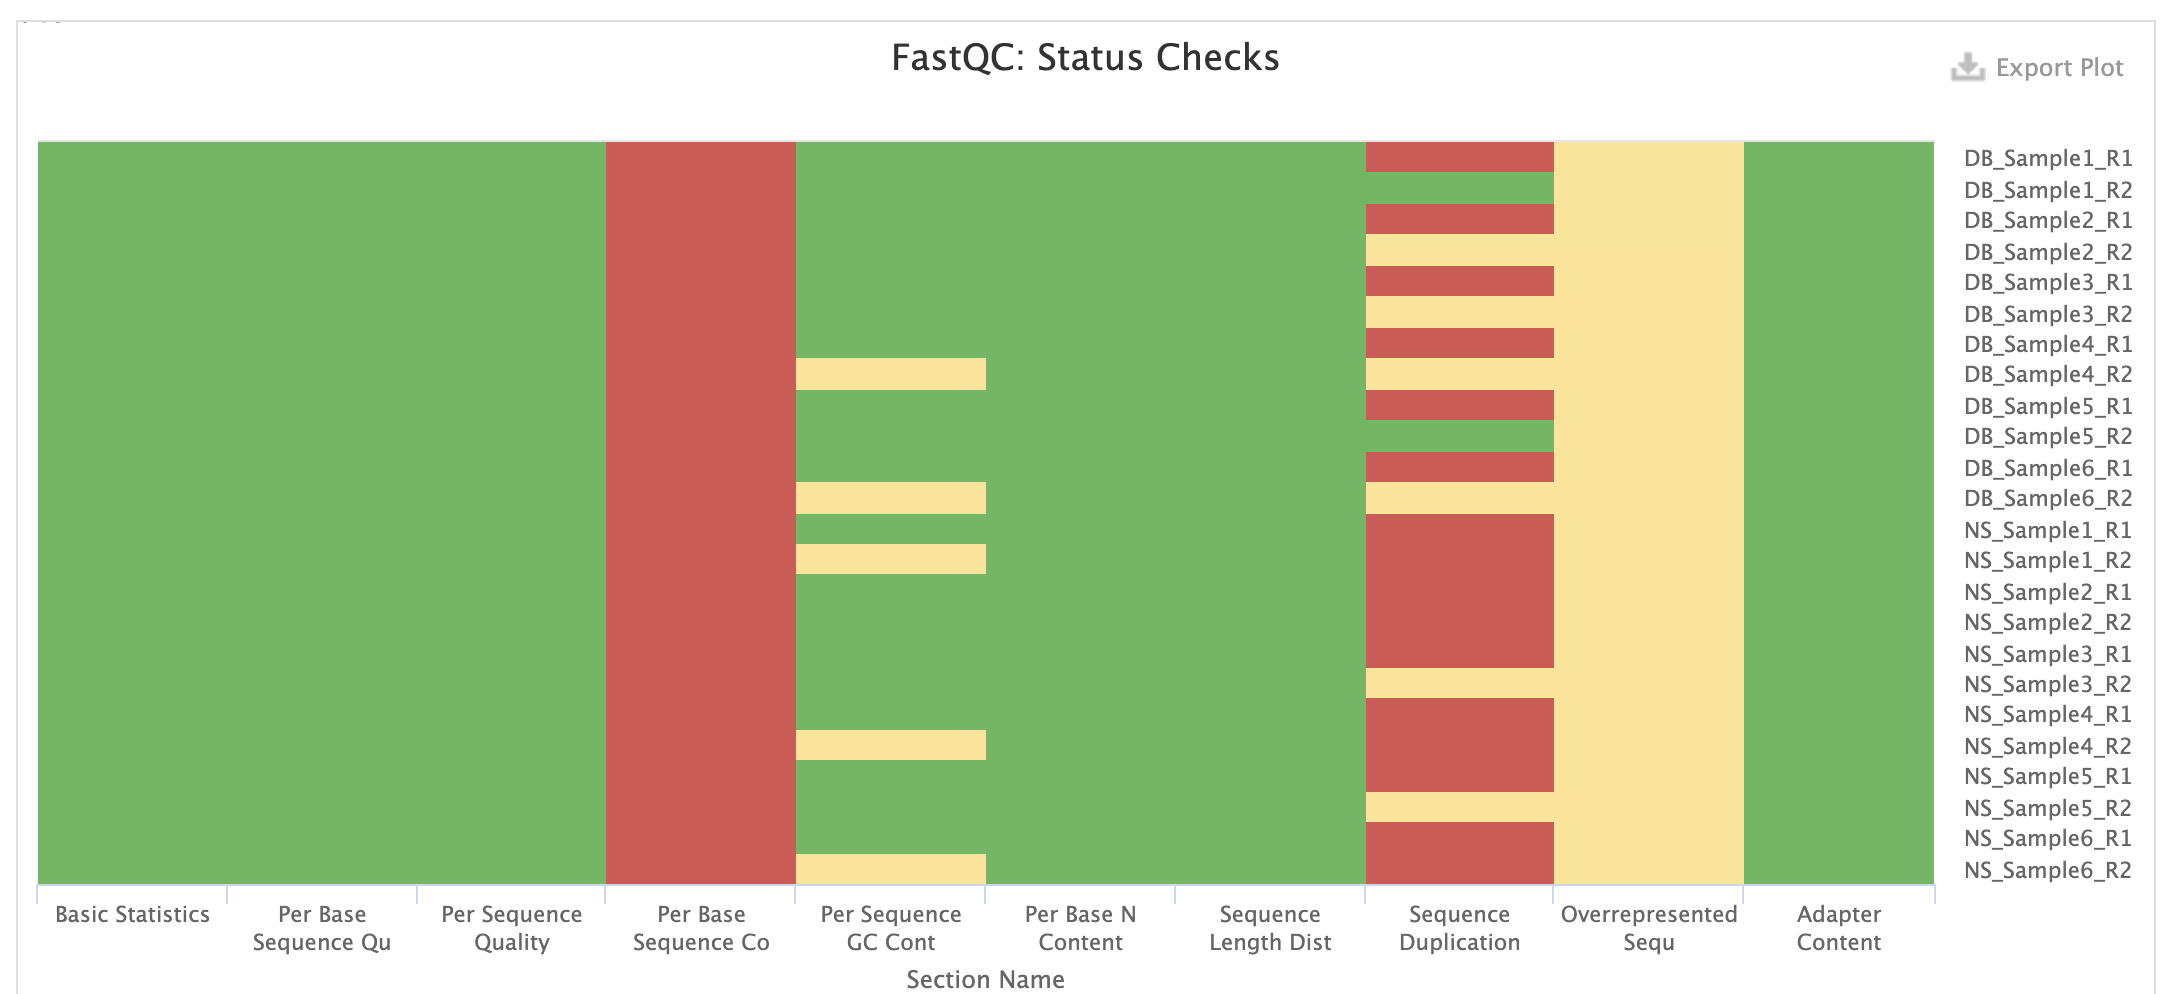 FastQC: Status Checks
Export Plot
DB_Sample1_R1
DB_Sample1_R2
DB_Sample2_R1
DB_Sample2_R2
DB_Sample3_R1
DB_Sample3_R2
DB_Sample4_R1
DB_Sample4_R2
DB_Sample5_R1
DB_Sample5_R2
DB_Sample6_R1
DB_Sample6_R2
NS_Sample1_R1
NS_Sample1_R2
NS_Sample2_R1
NS_Sample2_R2
NS_Sample3_R1
NS_Sample3_R2
NS_Sample4_R1
NS_Sample4_R2
NS_Sample5_R1
NS_Sample5_R2
NS_Sample6_R1
NS_Sample6_R2
Basic Statistics
Per Base
Sequence Qu
Per Sequence
Quality
Per Base
Sequence Co
Per Sequence
GC Cont
Per Base N
Content
Sequence
Length Dist
Sequence
Duplication
Overrepresented
Sequ
Adapter
Content
Section Name